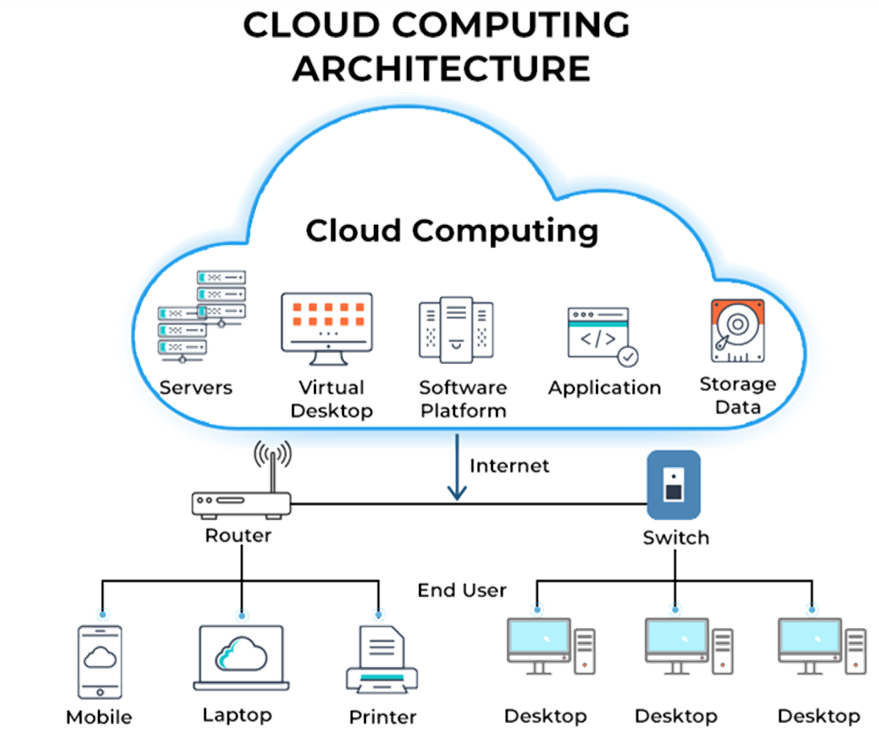 CLOUD COMPUTING
ARCHITECTURE
Cloud Computing
Servers
Virtual
Desktop
Software
Platform
Application
Storage
Data
Internet
Router
Switch
End User
Mobile
Laptop
Printer
Desktop
Desktop
Desktop